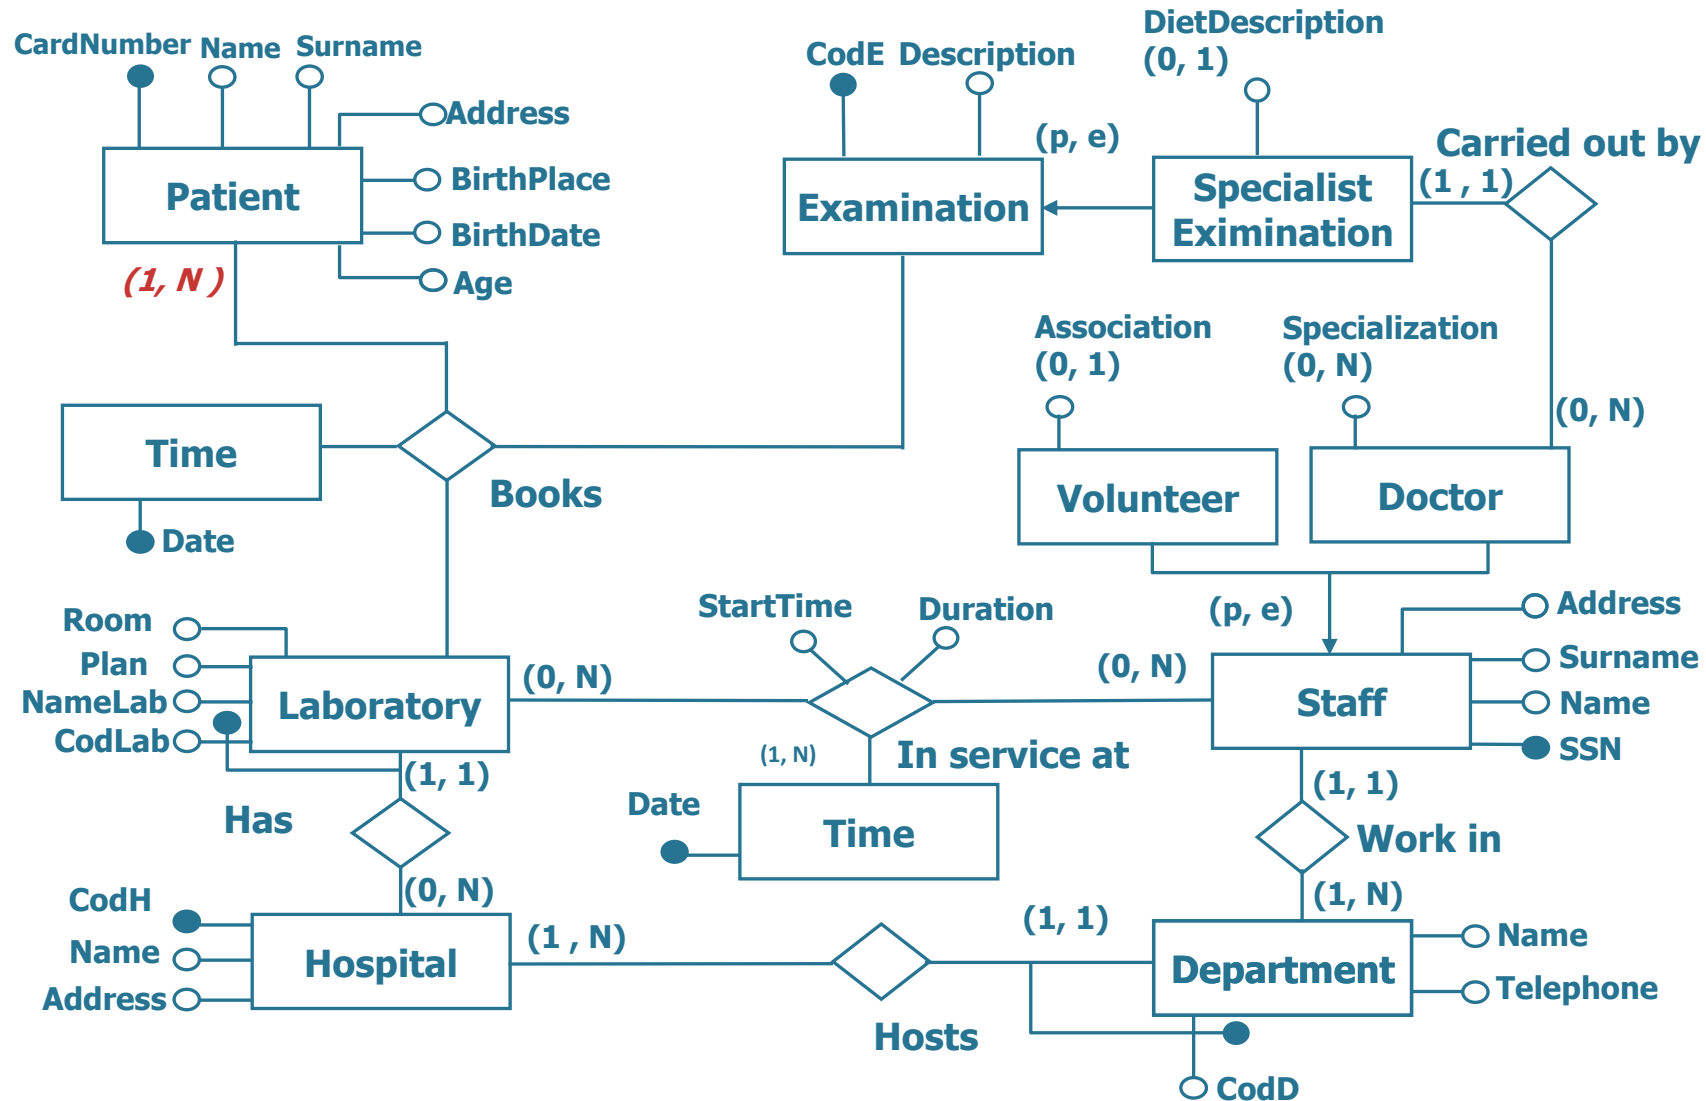 CardNumber Name Surname
Address
Patient
BirthPlace
BirthDate
Age
(1, N )
CodE Description
DietDescription
(0, 1)
(p, e)
Examination
Specialist
Eximination
Carried out by
(1 , 1)
(0, N)
Association
(0, 1)
Specialization
(0, N)
Volunteer
Doctor
Time
Date
Books
(p, e)
Room
Plan
NameLab
CodLab
Laboratory
(0, N)
StartTime
Duration
(0, N)
Staff
Address
Surname
Name
SSN
(1, 1)
Has
(1, N)
In service at
Date
Time
(1, 1)
Work in
(0, N)
(1, N)
CodH
Name
Address
Hospital
(1 , N)
(1, 1)
Hosts
Department
Name
Telephone
CodD